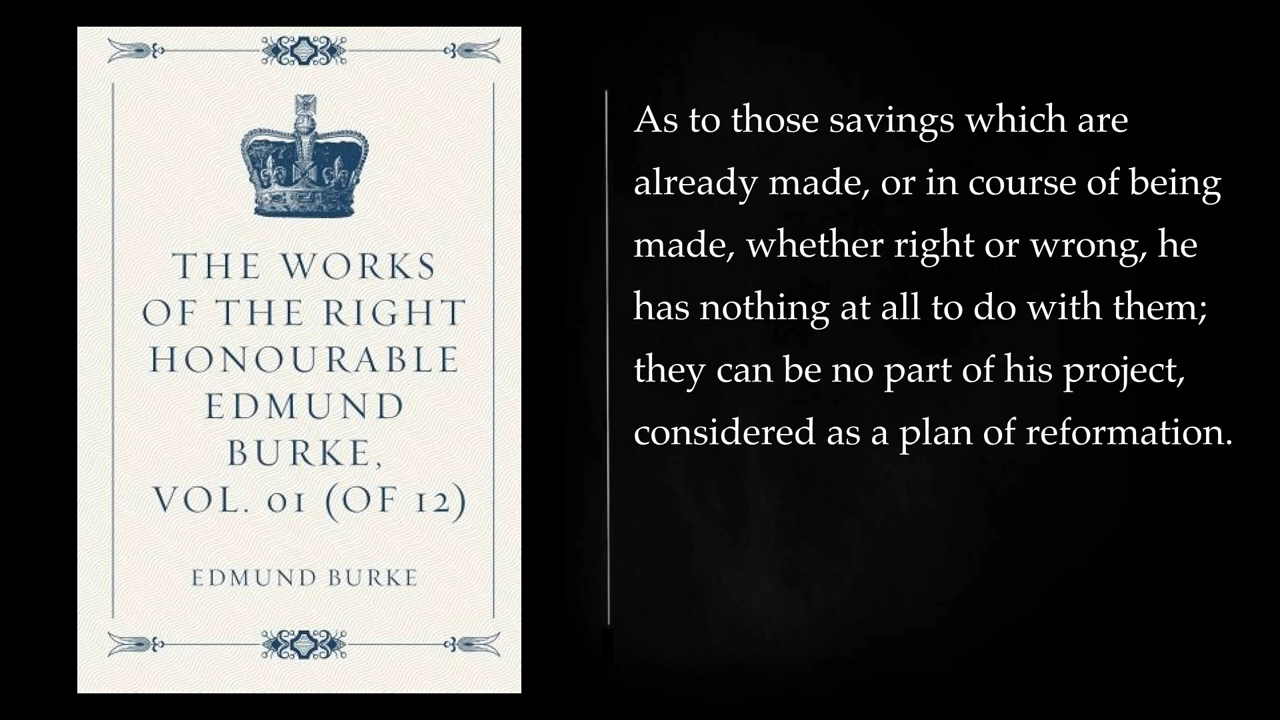 THE WORKS
OF THE RIGHT
HONOURABLE
EDMUND
BURKE,
VOL. 01 (OF 12)
EDMUND BURKE
As to those savings which are
already made, or in course of being
made, whether right or wrong, he
has nothing at all to do with them;
they can be no part of his project,
considered as a plan of reformation.